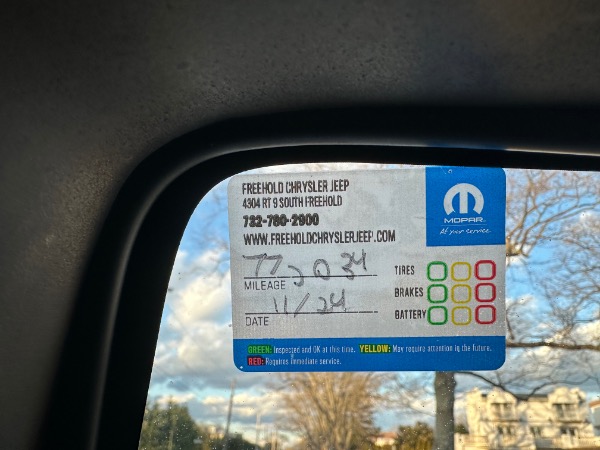 FREEHOLD CHRYSLER JEEP
4304 RT 9 SOUTH FREEHOLD
732-780-2900
WWW.FREEHOLDCHRYSLERJEEP.COM
MOPAR
At your service
MILEAGE
11/24
DATE
TIRES
BRAKES
BATTERY
GREEN: Inspected and OK at this time. YELLOW: May require attention in the future.
RED: Requires immediate service.